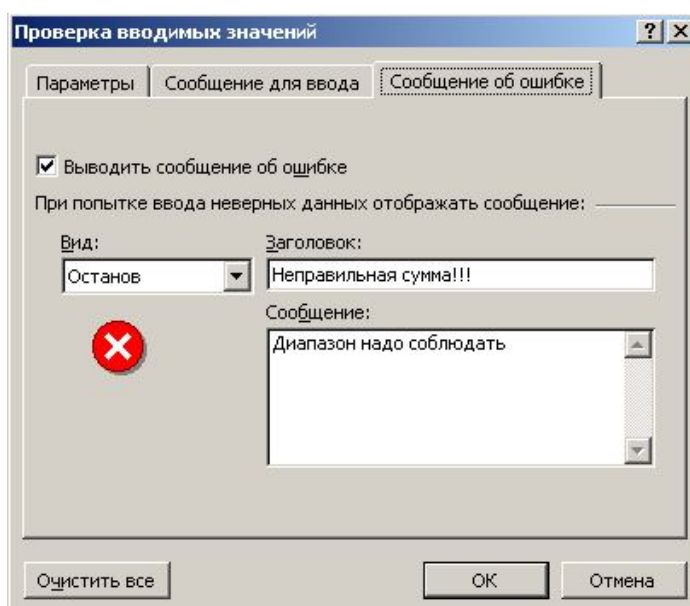 Проверка вводимых значений
Параметры Сообщение для ввода Сообщение об ошибке
Выводить сообщение об ошибке
При попытке ввода неверных данных отображать сообщение:
Вид: Заголовок:
Останов Неправильная сумма!!!
Сообщение:
Диапазон надо соблюдать
Очистить все ОК Отмена